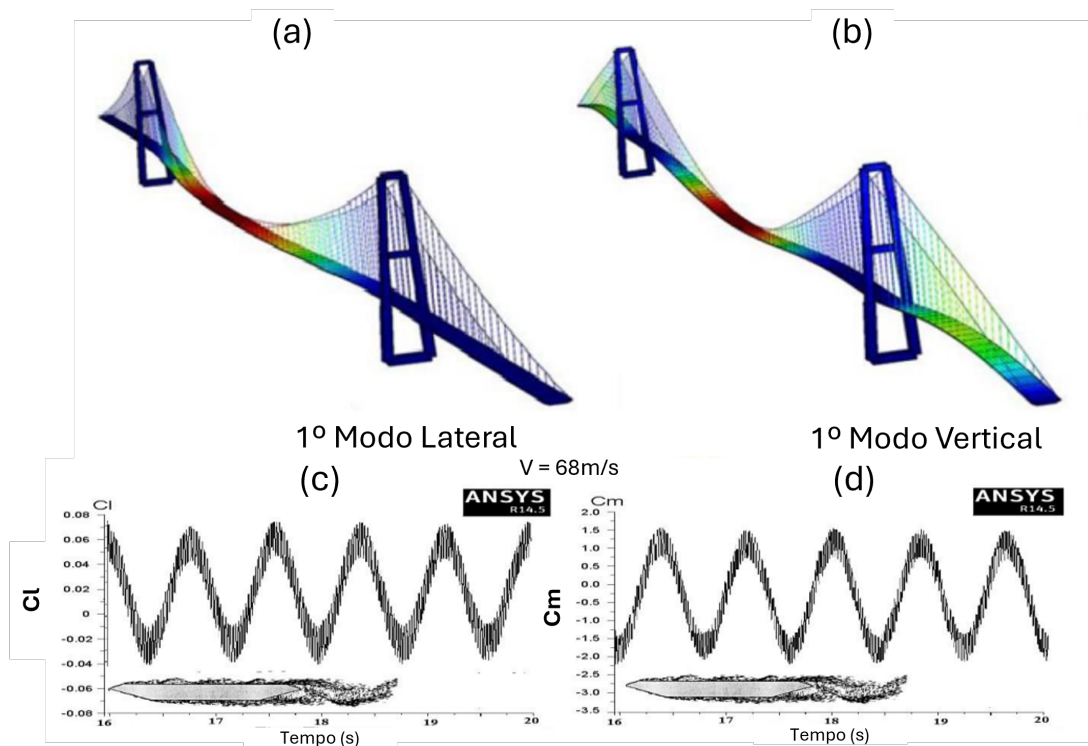 (a)
(b)
1º Modo Lateral
1º Modo Vertical
V = 68m/s
(c)
(d)
Cl
ANSYS
R14.5
0.08
0.06
0.04
0.02
0
-0.02
-0.04
-0.06
-0.08
Cl
16
17
18
19
20
Tempo (s)
Cm
ANSYS
R14.5
2.0
1.5
1.0
0.5
0.0
-0.5
-1.0
-1.5
-2.0
-2.5
-3.0
-3.5
Cm
16
17
18
19
20
Tempo (s)